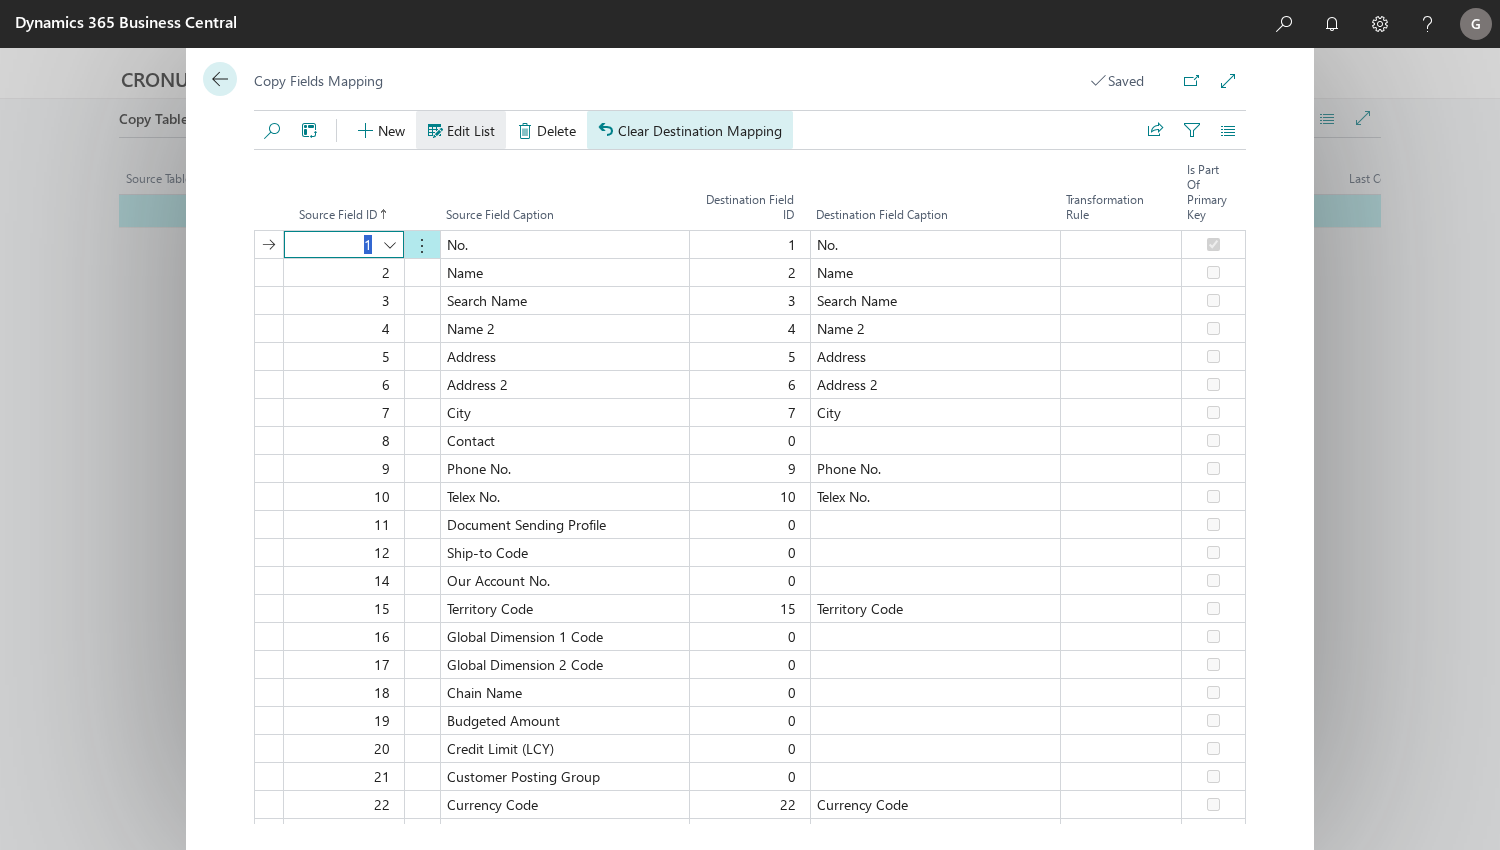 Dynamics 365 Business Central
G
CRONU
Copy Fields Mapping
Saved
Copy Table
New
Edit List
Delete
Clear Destination Mapping
Source Table
Last C
Source Field ID ↑
Source Field Caption
Destination Field
ID
Destination Field Caption
Transformation
Rule
Is Part
Of
Primary
Key
1 No. 1 No.
2 Name 2 Name
3 Search Name 3 Search Name
4 Name 2 4 Name 2
5 Address 5 Address
6 Address 2 6 Address 2
7 City 7 City
8 Contact 0
9 Phone No. 9 Phone No.
10 Telex No. 10 Telex No.
11 Document Sending Profile 0
12 Ship-to Code 0
14 Our Account No. 0
15 Territory Code 15 Territory Code
16 Global Dimension 1 Code 0
17 Global Dimension 2 Code 0
18 Chain Name 0
19 Budgeted Amount 0
20 Credit Limit (LCY) 0
21 Customer Posting Group 0
22 Currency Code 22 Currency Code